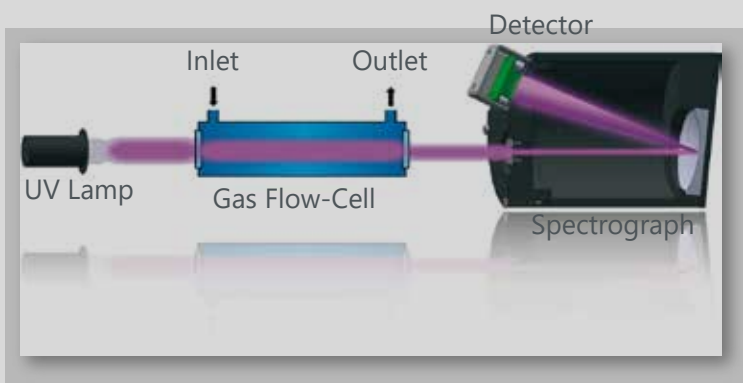 Detector
Inlet
Outlet
UV Lamp
Gas Flow-Cell
Spectrograph